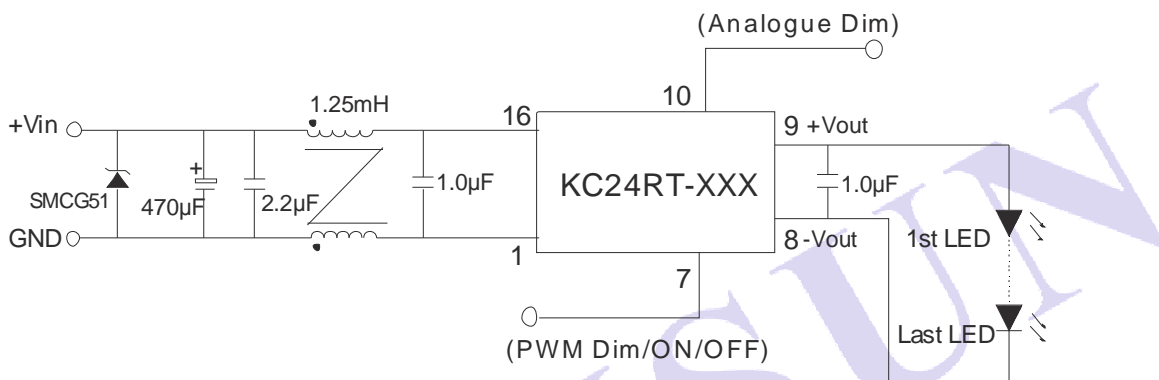 (Analogue Dim)
1.25mH
10
+Vin
16
9 +Vout
SMCG51
+
470µF
2.2µF
1.0µF
KC24RT-XXX
1.0µF
GND
1
8 -Vout
1st LED
7
(PWM Dim/ON/OFF)
Last LED
SUN